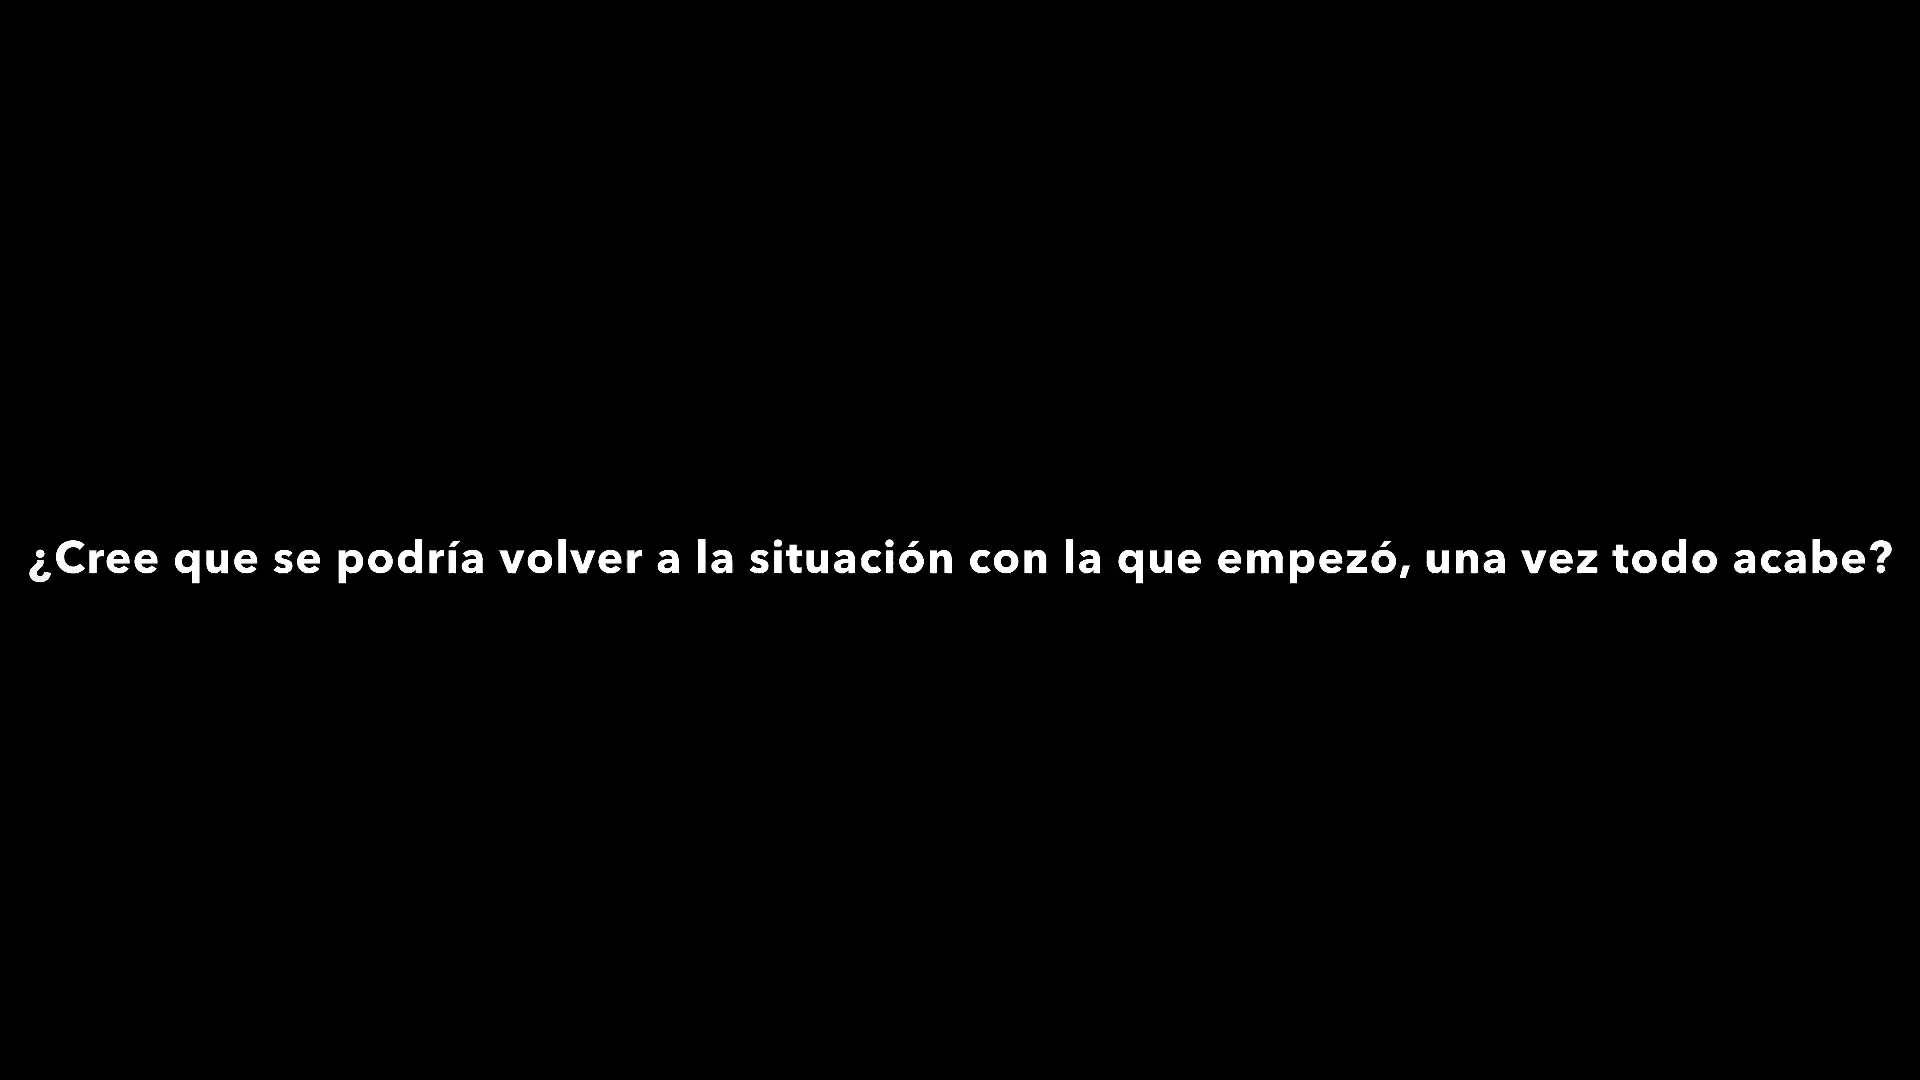 ¿Cree que se podría volver a la situación con la que empezó, una vez todo acabe?